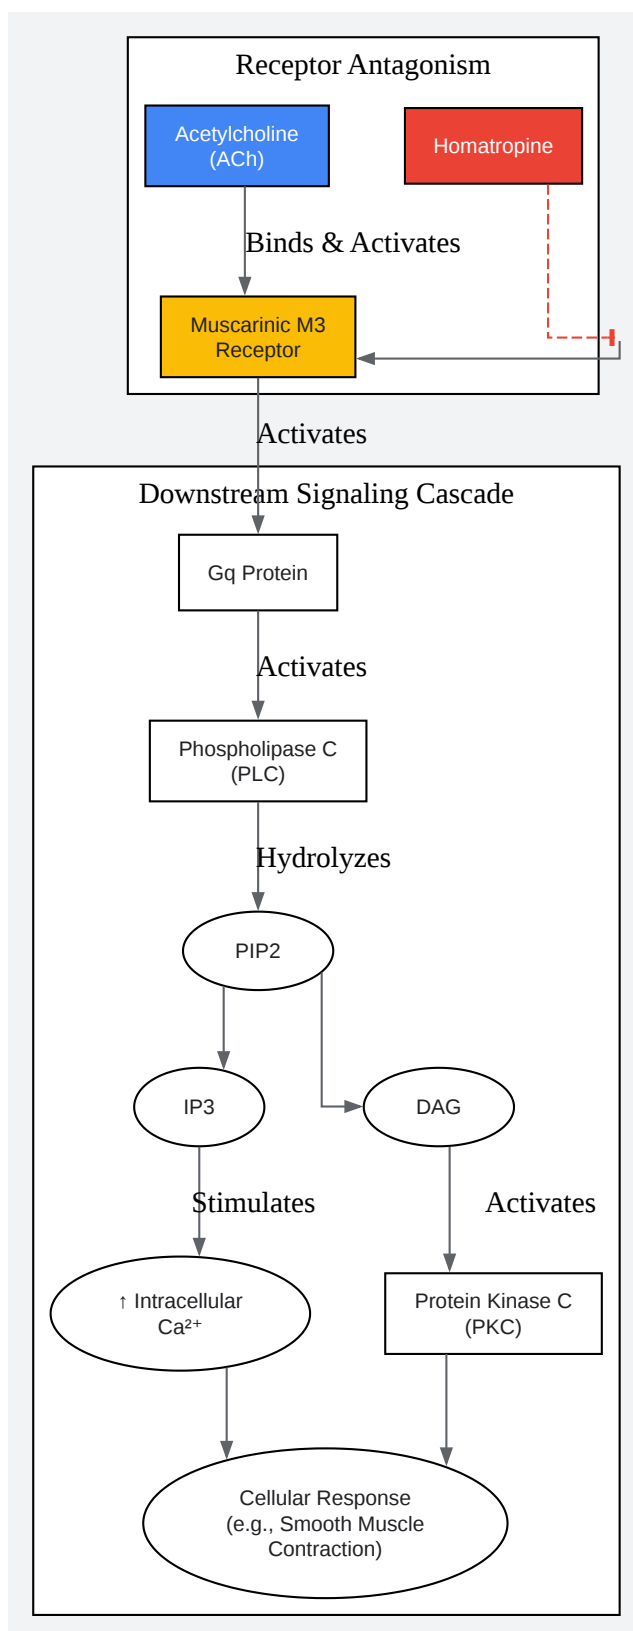 Receptor Antagonism
Acetylcholine
(ACh)
Homatropine
Binds & Activates
Muscarinic M3
Receptor
Activates
Downstream Signaling Cascade
Gq Protein
Activates
Phospholipase C
(PLC)
Hydrolyzes
PIP2
IP3
DAG
Stimulates
Activates
↑ Intracellular
Ca²⁺
Protein Kinase C
(PKC)
Cellular Response
(e.g., Smooth Muscle
Contraction)